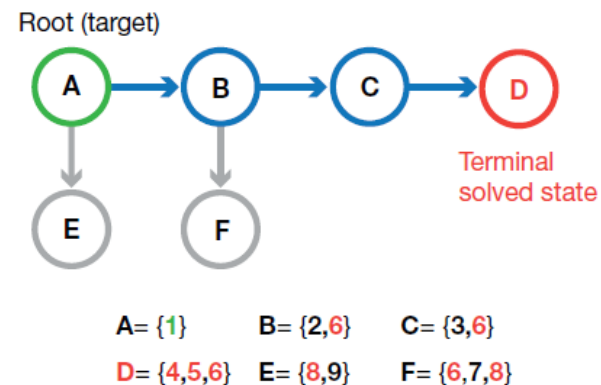 Root (target)
A B C D
Terminal
solved state
E F
A= {1} B= {2,6} C= {3,6}
D= {4,5,6} E= {8,9} F= {6,7,8}